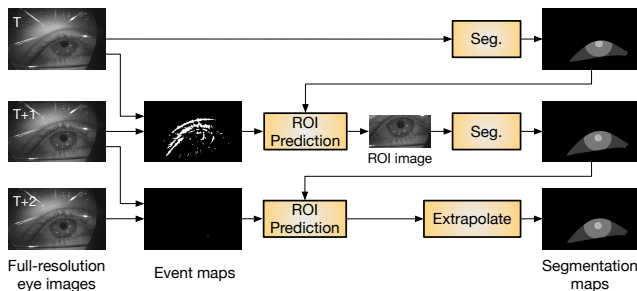 T
Seg.
T+1
ROI
Prediction
ROI image
Seg.
T+2
ROI
Prediction
Extrapolate
Full-resolution
eye images
Event maps
Segmentation
maps